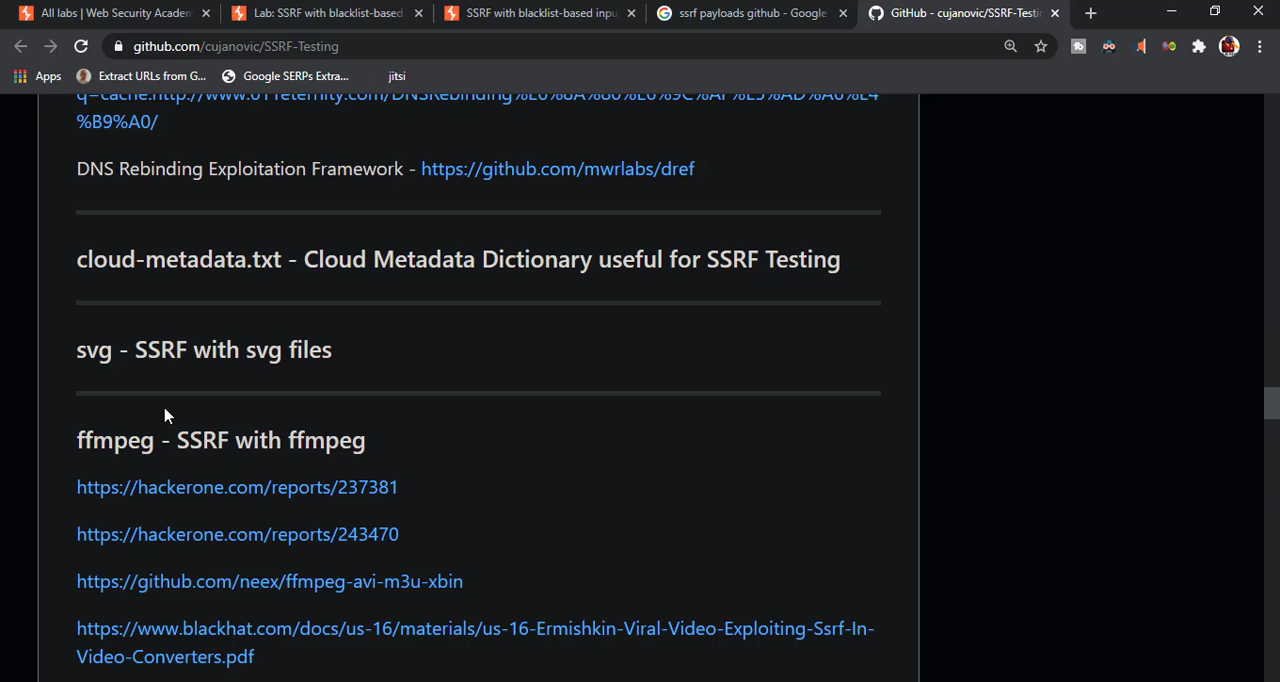 All labs | Web Security Academ
Lab: SSRF with blacklist-based
SSRF with blacklist-based inpu
ssrf payloads github - Google
GitHub - cujanovic/SSRF-Testi
github.com/cujanovic/SSRF-Testing
Apps
Extract URLs from G...
Google SERPs Extra...
jitsi
%B9%A0/
DNS Rebinding Exploitation Framework - https://github.com/mwrlabs/dref
cloud-metadata.txt - Cloud Metadata Dictionary useful for SSRF Testing
svg - SSRF with svg files
ffmpeg - SSRF with ffmpeg
https://hackerone.com/reports/237381
https://hackerone.com/reports/243470
https://github.com/neex/ffmpeg-avi-m3u-xbin
https://www.blackhat.com/docs/us-16/materials/us-16-Ermishkin-Viral-Video-Exploiting-Ssrf-In-
Video-Converters.pdf